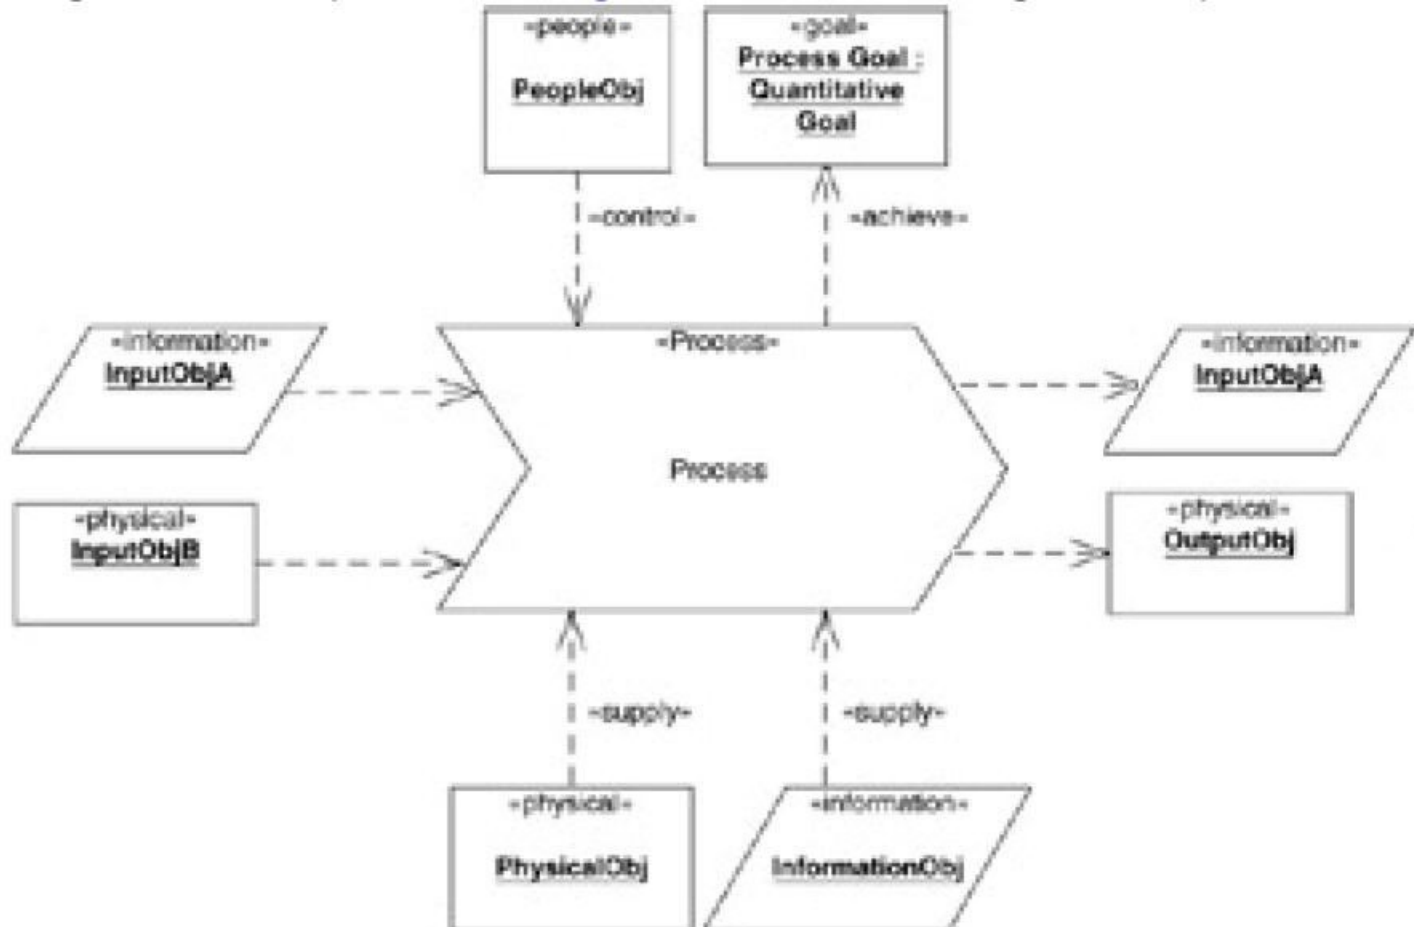 «people»
PeopleObj
«goal»
Process Goal :
Quantitative
Goal
«control»
«achieve»
«information»
InputObjA
«Process»
Process
«information»
InputObjA
«physical»
InputObjB
«physical»
OutputObj
«supply»
«supply»
«physical»
PhysicalObj
«information»
InformationObj